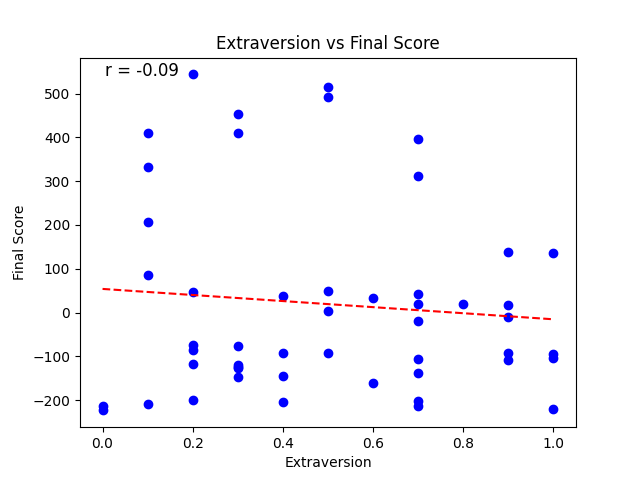 Extraversion vs Final Score
r = -0.09
500
400
300
200
100
0
−100
−200
Final Score
0.0 0.2 0.4 0.6 0.8 1.0
Extraversion